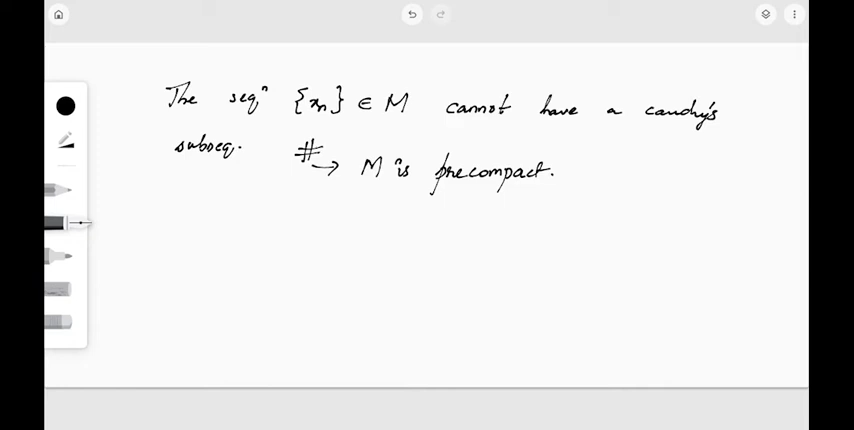 The seqⁿ {xn} ∈ M cannot have a cauchy's
subseq. # → M is precompact.